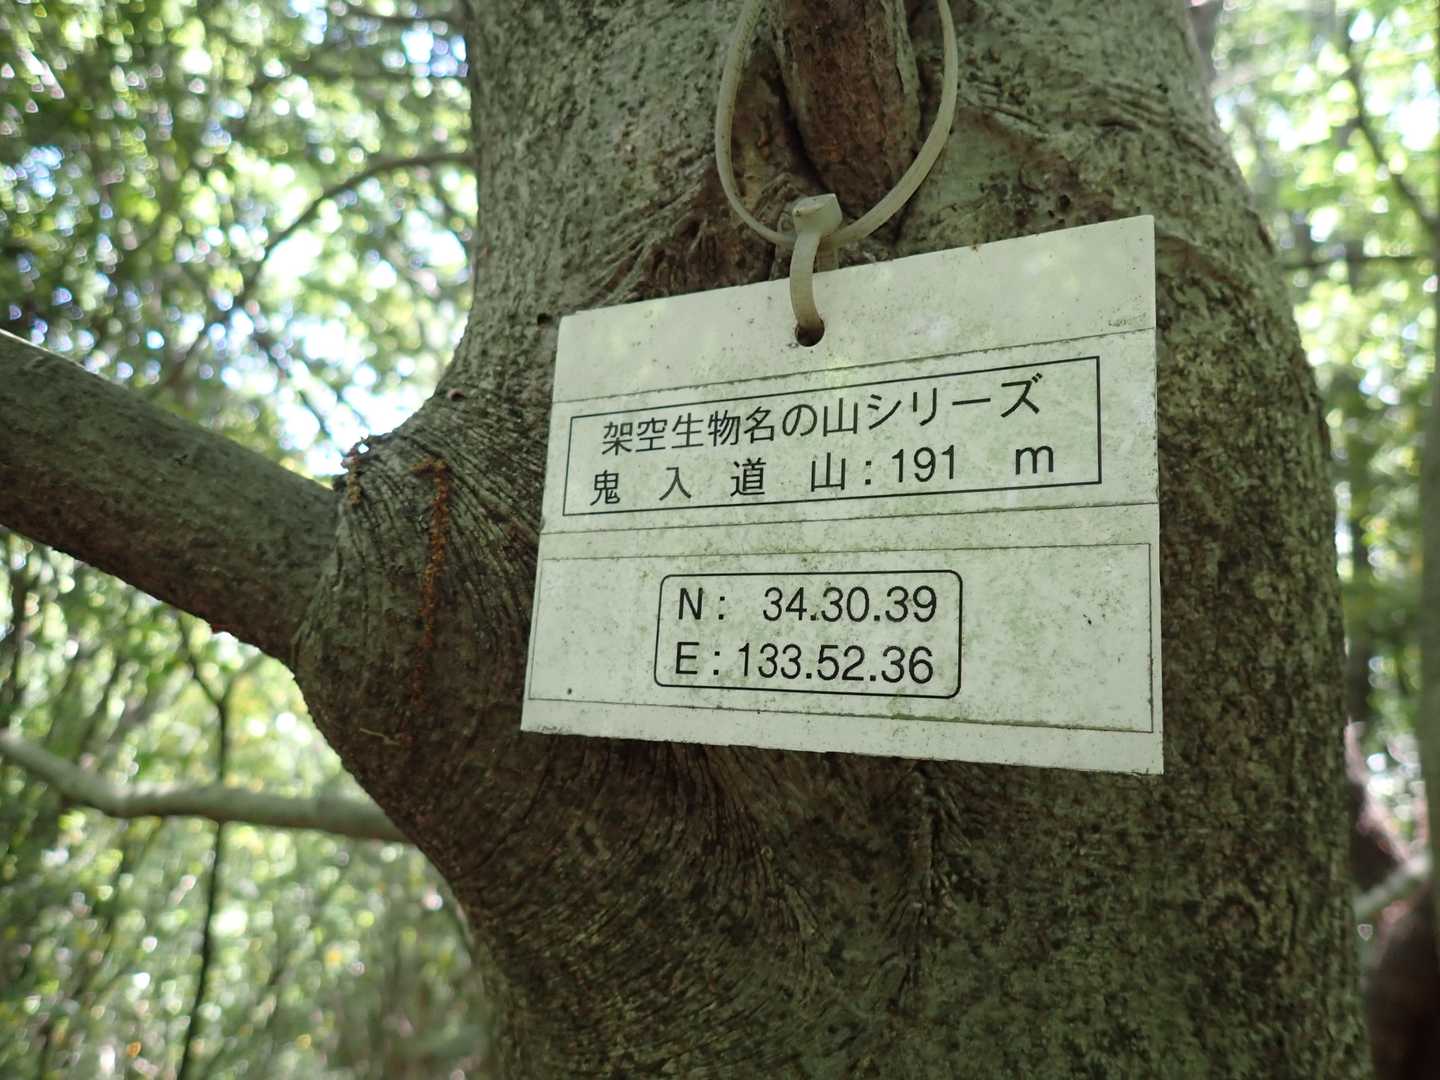 架空生物名の山シリーズ
鬼入道山:191 m
N: 34.30.39
E:133.52.36